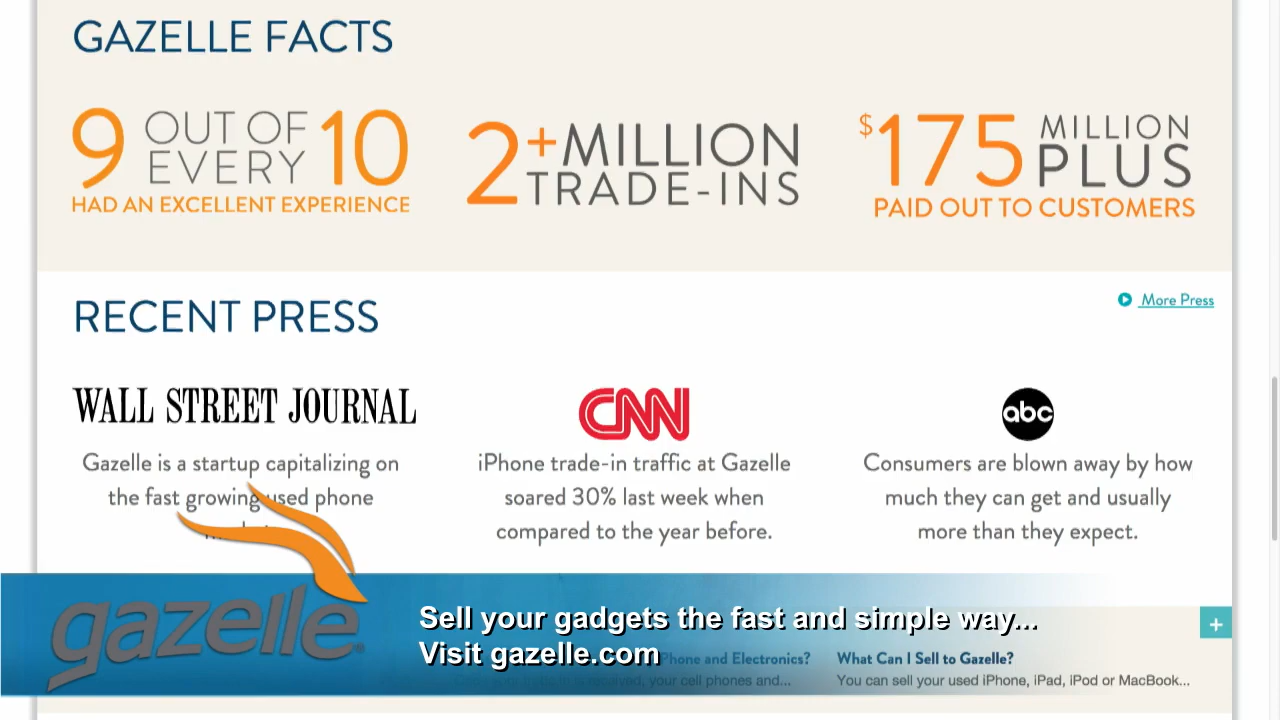 GAZELLE FACTS
9 OUT OF EVERY 10
HAD AN EXCELLENT EXPERIENCE
2+ MILLION
TRADE-INS
$175 MILLION PLUS
PAID OUT TO CUSTOMERS
RECENT PRESS
More Press
WALL STREET JOURNAL
Gazelle is a startup capitalizing on
the fast growing used phone
CNN
iPhone trade-in traffic at Gazelle
soared 30% last week when
compared to the year before.
abc
Consumers are blown away by how
much they can get and usually
more than they expect.
gazelle®
Sell your gadgets the fast and simple way...
Visit gazelle.com
+
Phone and Electronics?
your cell phones and...
What Can I Sell to Gazelle?
You can sell your used iPhone, iPad, iPod or MacBook...